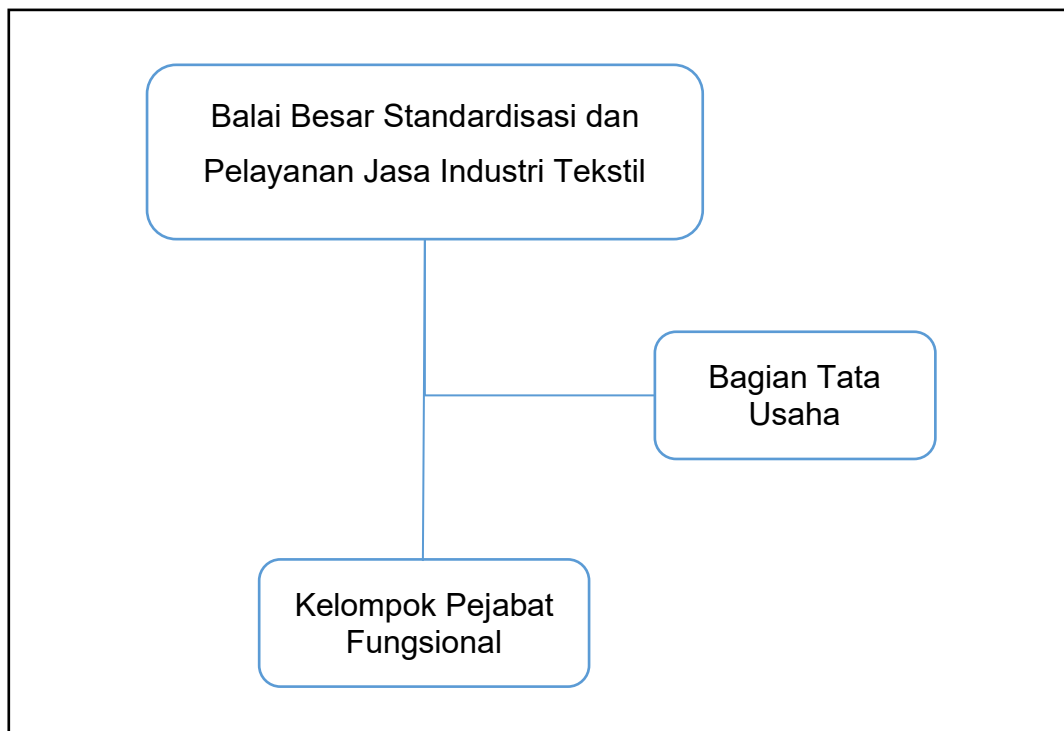 Balai Besar Standardisasi dan
Pelayanan Jasa Industri Tekstil
Bagian Tata
Usaha
Kelompok Pejabat
Fungsional